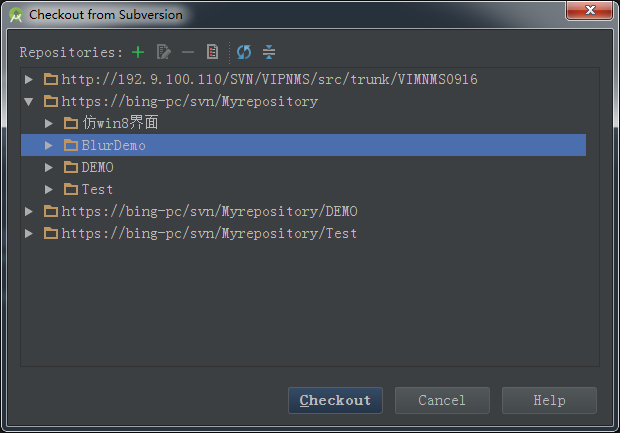 Checkout from Subversion
Repositories:
http://192.9.100.110/SVN/VIPNMS/src/trunk/VIMNMS0916
https://bing-pc/svn/Myrepository
仿win8界面
BlurDemo
DEMO
Test
https://bing-pc/svn/Myrepository/DEMO
https://bing-pc/svn/Myrepository/Test
Checkout Cancel Help